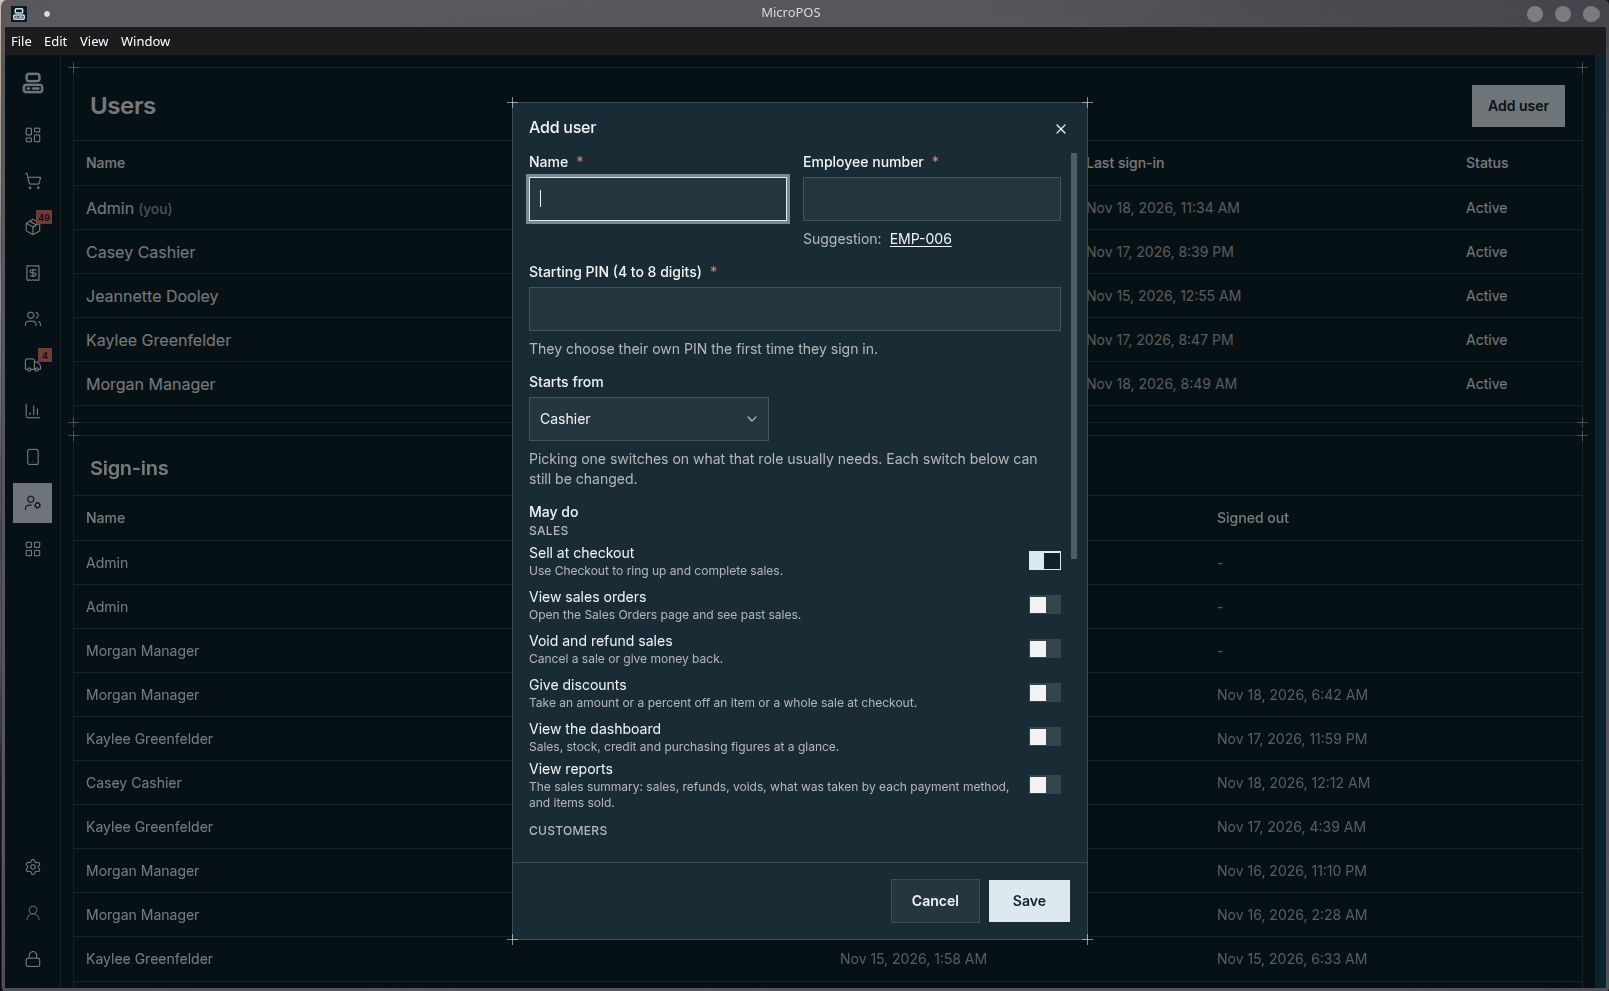 MicroPOS
File Edit View Window
Users
Add user
Name
Last sign-in
Status
Admin (you)
Nov 18, 2026, 11:34 AM
Active
Casey Cashier
Nov 17, 2026, 8:39 PM
Active
Jeannette Dooley
Nov 15, 2026, 12:55 AM
Active
Kaylee Greenfelder
Nov 17, 2026, 8:47 PM
Active
Morgan Manager
Nov 18, 2026, 8:49 AM
Active
49
4
Sign-ins
Name
Signed out
Admin
-
Admin
-
Morgan Manager
-
Morgan Manager
Nov 18, 2026, 6:42 AM
Kaylee Greenfelder
Nov 17, 2026, 11:59 PM
Casey Cashier
Nov 18, 2026, 12:12 AM
Kaylee Greenfelder
Nov 17, 2026, 4:39 AM
Morgan Manager
Nov 16, 2026, 11:10 PM
Morgan Manager
Nov 16, 2026, 2:28 AM
Kaylee Greenfelder
Nov 15, 2026, 1:58 AM
Nov 15, 2026, 6:33 AM
Add user
Name *
Employee number *
Suggestion: EMP-006
Starting PIN (4 to 8 digits) *
They choose their own PIN the first time they sign in.
Starts from
Cashier
Picking one switches on what that role usually needs. Each switch below can
still be changed.
May do
SALES
Sell at checkout
Use Checkout to ring up and complete sales.
View sales orders
Open the Sales Orders page and see past sales.
Void and refund sales
Cancel a sale or give money back.
Give discounts
Take an amount or a percent off an item or a whole sale at checkout.
View the dashboard
Sales, stock, credit and purchasing figures at a glance.
View reports
The sales summary: sales, refunds, voids, what was taken by each payment method,
and items sold.
CUSTOMERS
Cancel
Save